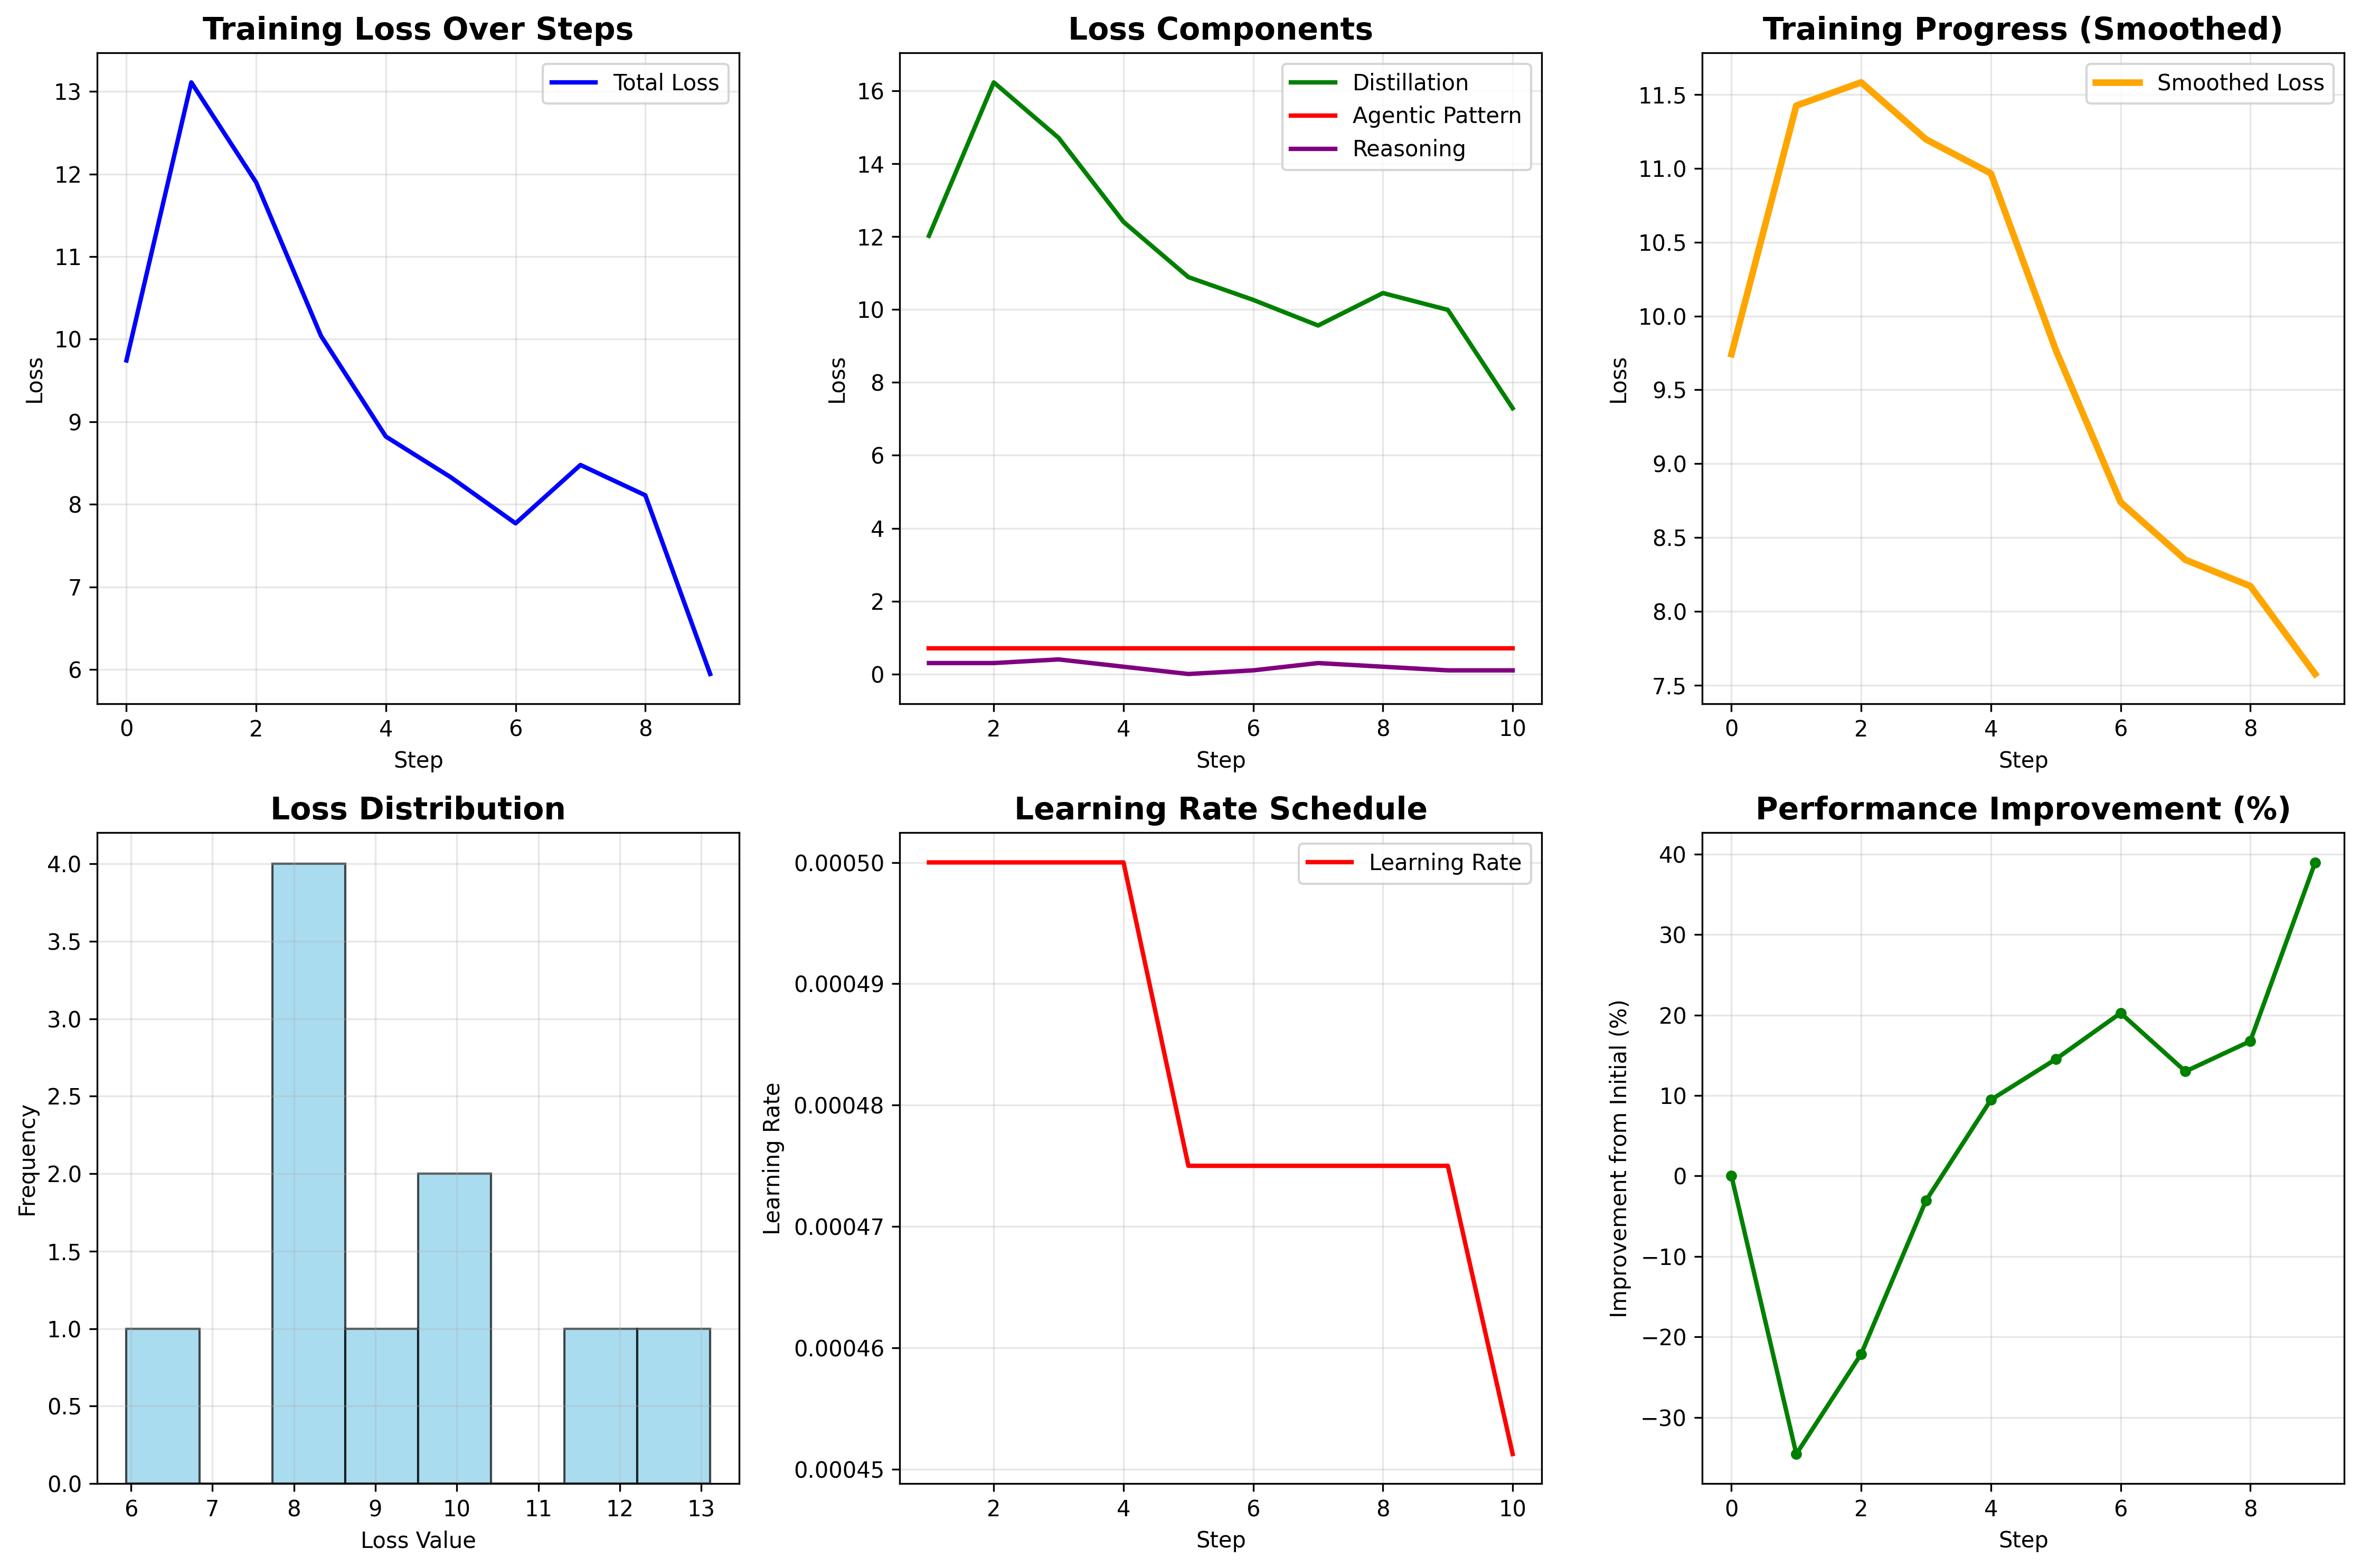 Training Loss Over Steps
Total Loss
13
12
11
10
9
8
7
6
Loss
0 2 4 6 8
Step
Loss Components
Distillation
Agentic Pattern
Reasoning
16
14
12
10
8
6
4
2
0
Loss
2 4 6 8 10
Step
Training Progress (Smoothed)
Smoothed Loss
11.5
11.0
10.5
10.0
9.5
9.0
8.5
8.0
7.5
Loss
0 2 4 6 8
Step
Loss Distribution
4.0
3.5
3.0
2.5
2.0
1.5
1.0
0.5
0.0
Frequency
6 7 8 9 10 11 12 13
Loss Value
Learning Rate Schedule
Learning Rate
0.00050
0.00049
0.00048
0.00047
0.00046
0.00045
Learning Rate
2 4 6 8 10
Step
Performance Improvement (%)
40
30
20
10
0
−10
−20
−30
Improvement from Initial (%)
0 2 4 6 8
Step